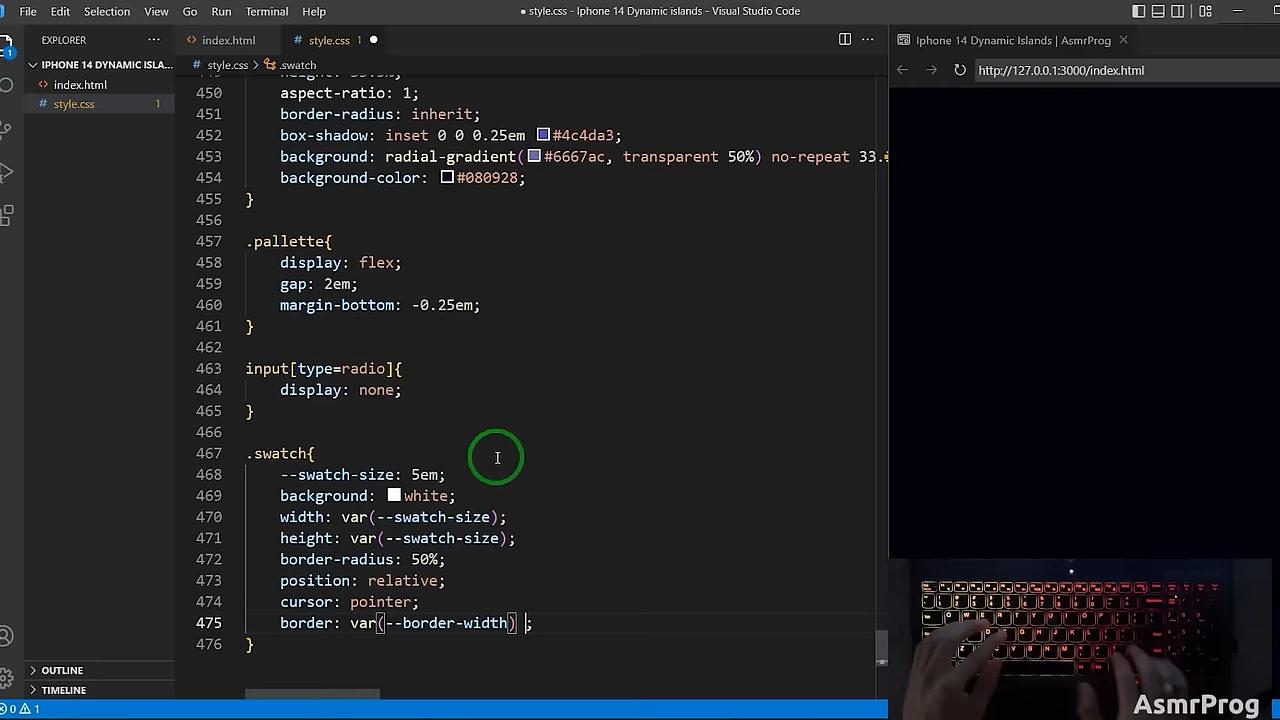 File Edit Selection View Go Run Terminal Help
● style.css - Iphone 14 Dynamic islands - Visual Studio Code
EXPLORER ···
<> index.html
# style.css 1 ●
Iphone 14 Dynamic Islands | AsmrProg
http://127.0.0.1:3000/index.html
# style.css > .swatch
IPHONE 14 DYNAMIC ISLA...
<> index.html
# style.css 1
1
450 aspect-ratio: 1;
451 border-radius: inherit;
452 box-shadow: inset 0 0 0.25em #4c4da3;
453 background: radial-gradient(#6667ac, transparent 50%) no-repeat 33.
454 background-color: #080928;
455 }
456
457 .pallette{
458 display: flex;
459 gap: 2em;
460 margin-bottom: -0.25em;
461 }
462
463 input[type=radio]{
464 display: none;
465 }
466
467 .swatch{
468 --swatch-size: 5em;
469 background: white;
470 width: var(--swatch-size);
471 height: var(--swatch-size);
472 border-radius: 50%;
473 position: relative;
474 cursor: pointer;
475 border: var(--border-width) ;
476 }
OUTLINE
TIMELINE
0 1
AsmrProg